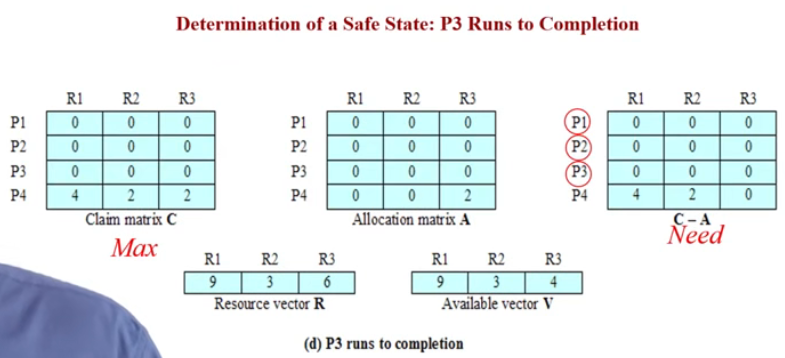 Determination of a Safe State: P3 Runs to Completion
R1 R2 R3 R1 R2 R3 R1 R2 R3
P1 0 0 0 P1 0 0 0 P1 0 0 0
P2 0 0 0 P2 0 0 0 P2 0 0 0
P3 0 0 0 P3 0 0 0 P3 0 0 0
P4 4 2 2 P4 0 0 2 P4 4 2 0
Claim matrix C Allocation matrix A C – A
Max Need
R1 R2 R3 R1 R2 R3
9 3 6 9 3 4
Resource vector R Available vector V
(d) P3 runs to completion